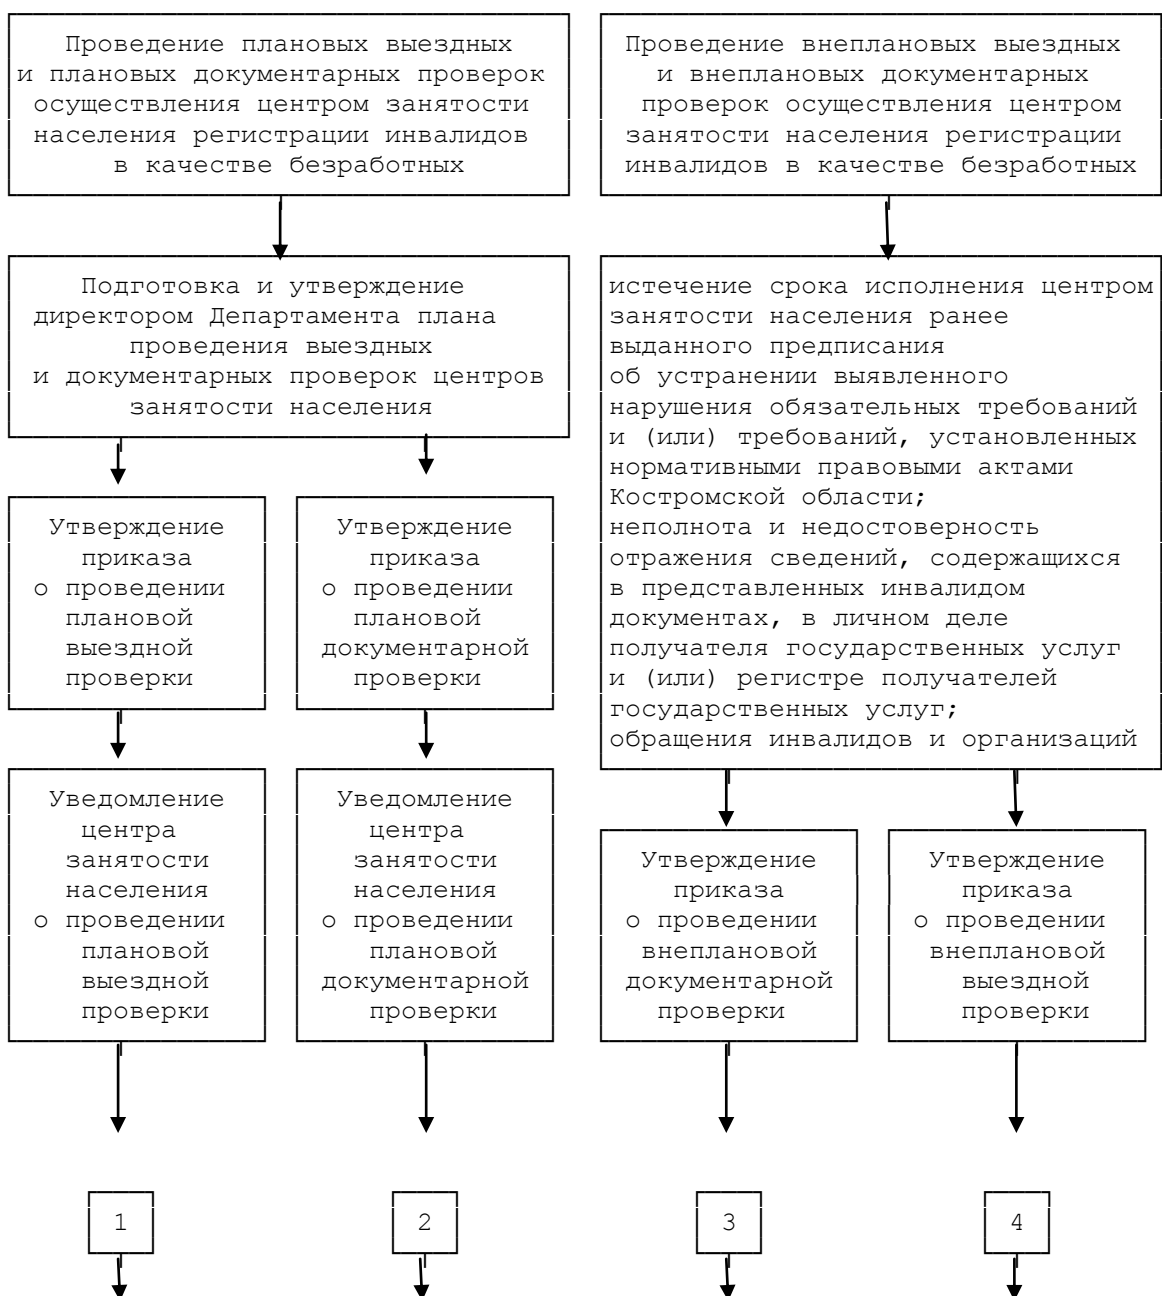 Проведение плановых выездных
и плановых документарных проверок
осуществления центром занятости
населения регистрации инвалидов
в качестве безработных
Проведение внеплановых выездных
и внеплановых документарных
проверок осуществления центром
занятости населения регистрации
инвалидов в качестве безработных
Подготовка и утверждение
директором Департамента плана
проведения выездных
и документарных проверок центров
занятости населения
истечение срока исполнения центром
занятости населения ранее
выданного предписания
об устранении выявленного
нарушения обязательных требований
и (или) требований, установленных
нормативными правовыми актами
Костромской области;
неполнота и недостоверность
отражения сведений, содержащихся
в представленных инвалидом
документах, в личном деле
получателя государственных услуг
и (или) регистре получателей
государственных услуг;
обращения инвалидов и организаций
Утверждение
приказа
о проведении
плановой
выездной
проверки
Утверждение
приказа
о проведении
плановой
документарной
проверки
Уведомление
центра
занятости
населения
о проведении
плановой
выездной
проверки
Уведомление
центра
занятости
населения
о проведении
плановой
документарной
проверки
Утверждение
приказа
о проведении
внеплановой
документарной
проверки
Утверждение
приказа
о проведении
внеплановой
выездной
проверки
1
2
3
4